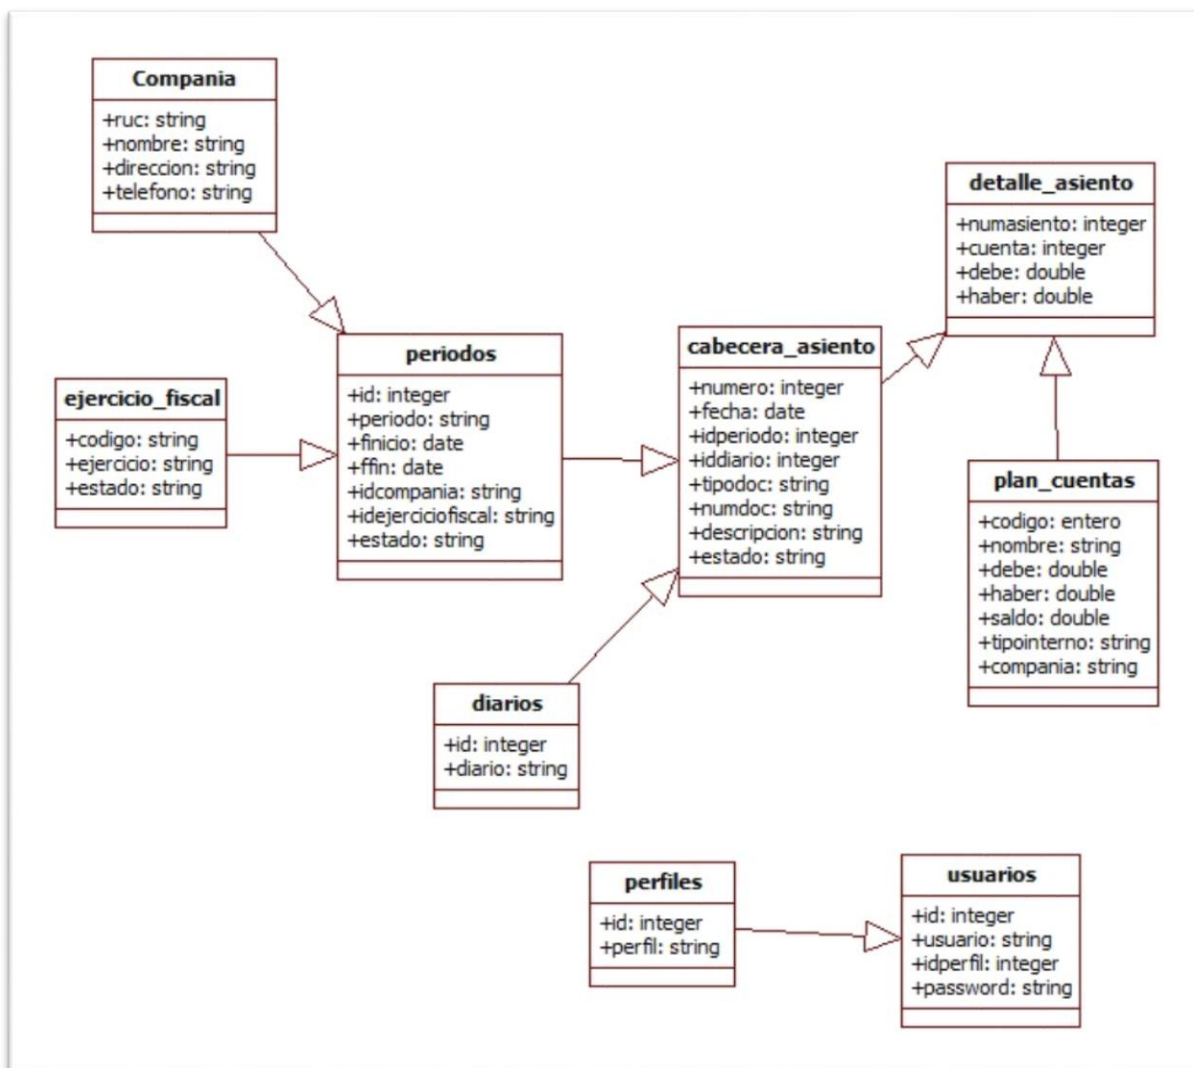 Compania
+ruc: string
+nombre: string
+direccion: string
+telefono: string
detalle_asiento
+numasiento: integer
+cuenta: integer
+debe: double
+haber: double
periodos
+id: integer
+periodo: string
+finicio: date
+ffin: date
+idcompania: string
+idejerciciofiscal: string
+estado: string
cabecera_asiento
+numero: integer
+fecha: date
+idperiodo: integer
+iddiario: integer
+tipodoc: string
+numdoc: string
+descripcion: string
+estado: string
ejercicio_fiscal
+codigo: string
+ejercicio: string
+estado: string
plan_cuentas
+codigo: entero
+nombre: string
+debe: double
+haber: double
+saldo: double
+tipointerno: string
+compania: string
diarios
+id: integer
+diario: string
perfiles
+id: integer
+perfil: string
usuarios
+id: integer
+usuario: string
+idperfil: integer
+password: string